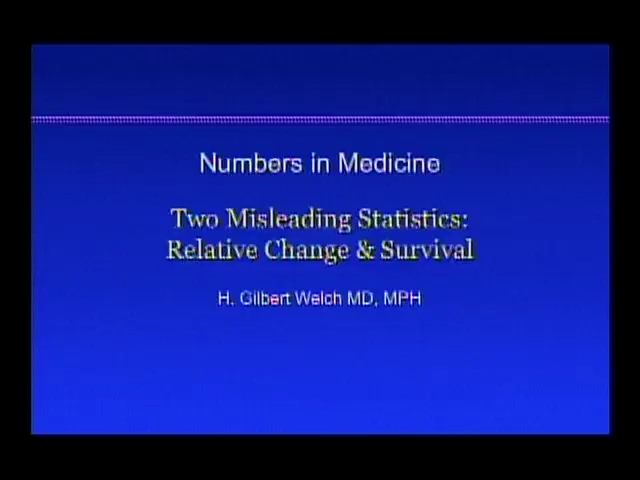 Numbers in Medicine
Two Misleading Statistics:
Relative Change & Survival
H. Gilbert Welch MD, MPH